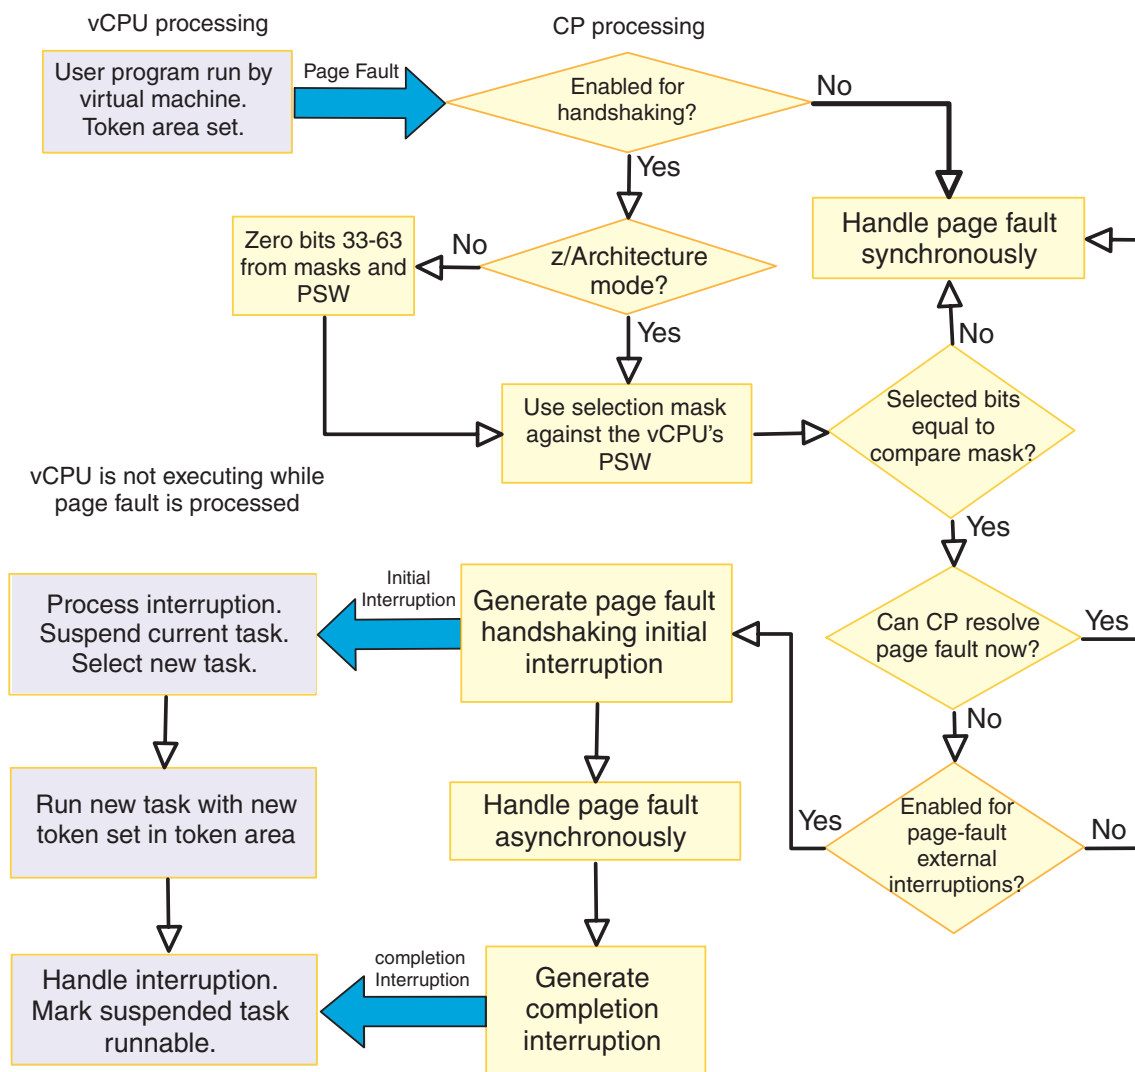 vCPU processing
CP processing
User program run by
virtual machine.
Token area set.
Page Fault
Enabled for
handshaking?
No
Yes
Handle page fault
synchronously
Zero bits 33-63
from masks and
PSW
No
z/Architecture
mode?
Yes
No
Use selection mask
against the vCPU's
PSW
Selected bits
equal to
compare mask?
vCPU is not executing while
page fault is processed
Yes
Process interruption.
Suspend current task.
Select new task.
Initial
Interruption
Generate page fault
handshaking initial
interruption
Can CP resolve
page fault now?
Yes
No
Run new task with new
token set in token area
Handle page fault
asynchronously
Yes
Enabled for
page-fault
external
interruptions?
No
Handle interruption.
Mark suspended task
runnable.
completion
Interruption
Generate
completion
interruption